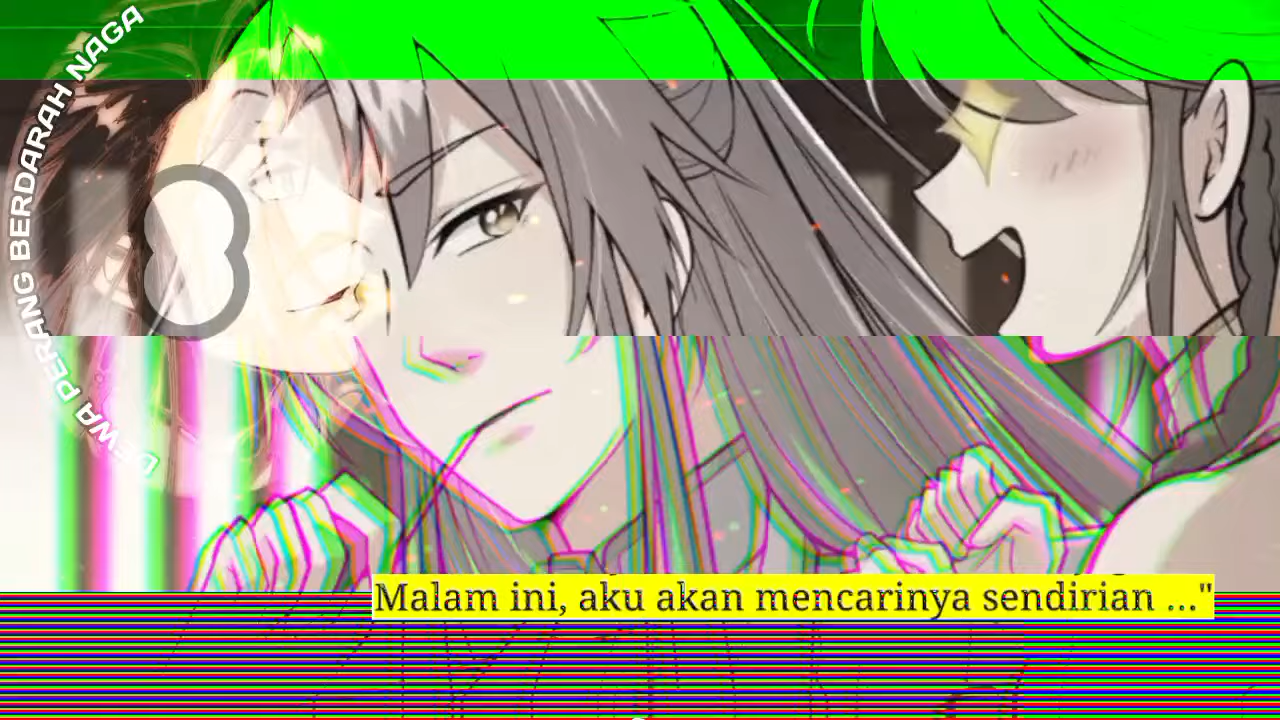 DEWA PERANG BERDARAH NAGA
Malam ini, aku akan mencarinya sendirian ..."